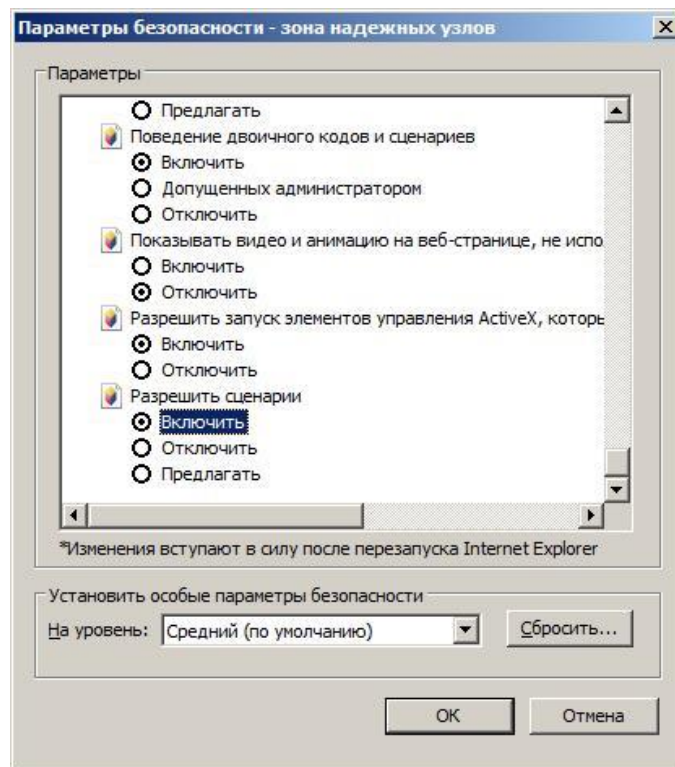 Параметры безопасности - зона надежных узлов
Параметры
Предлагать
Поведение двоичного кодов и сценариев
Включить
Допущенных администратором
Отключить
Показывать видео и анимацию на веб-странице, не испо
Включить
Отключить
Разрешить запуск элементов управления ActiveX, которы
Включить
Отключить
Разрешить сценарии
Включить
Отключить
Предлагать
*Изменения вступают в силу после перезапуска Internet Explorer
Установить особые параметры безопасности
На уровень: Средний (по умолчанию) Сбросить...
ОК Отмена